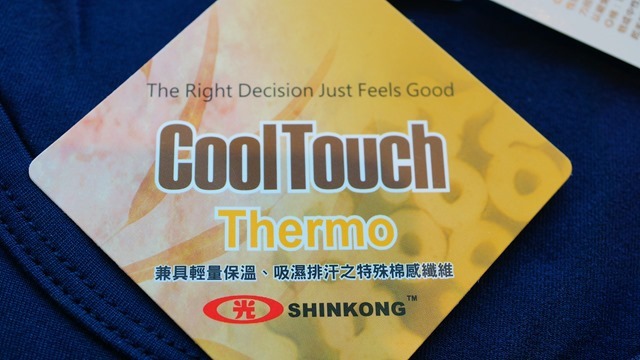 The Right Decision Just Feels Good
CoolTouch
Thermo
兼具輕量保溫、吸濕排汗之特殊棉感纖維
光 SHINKONG™